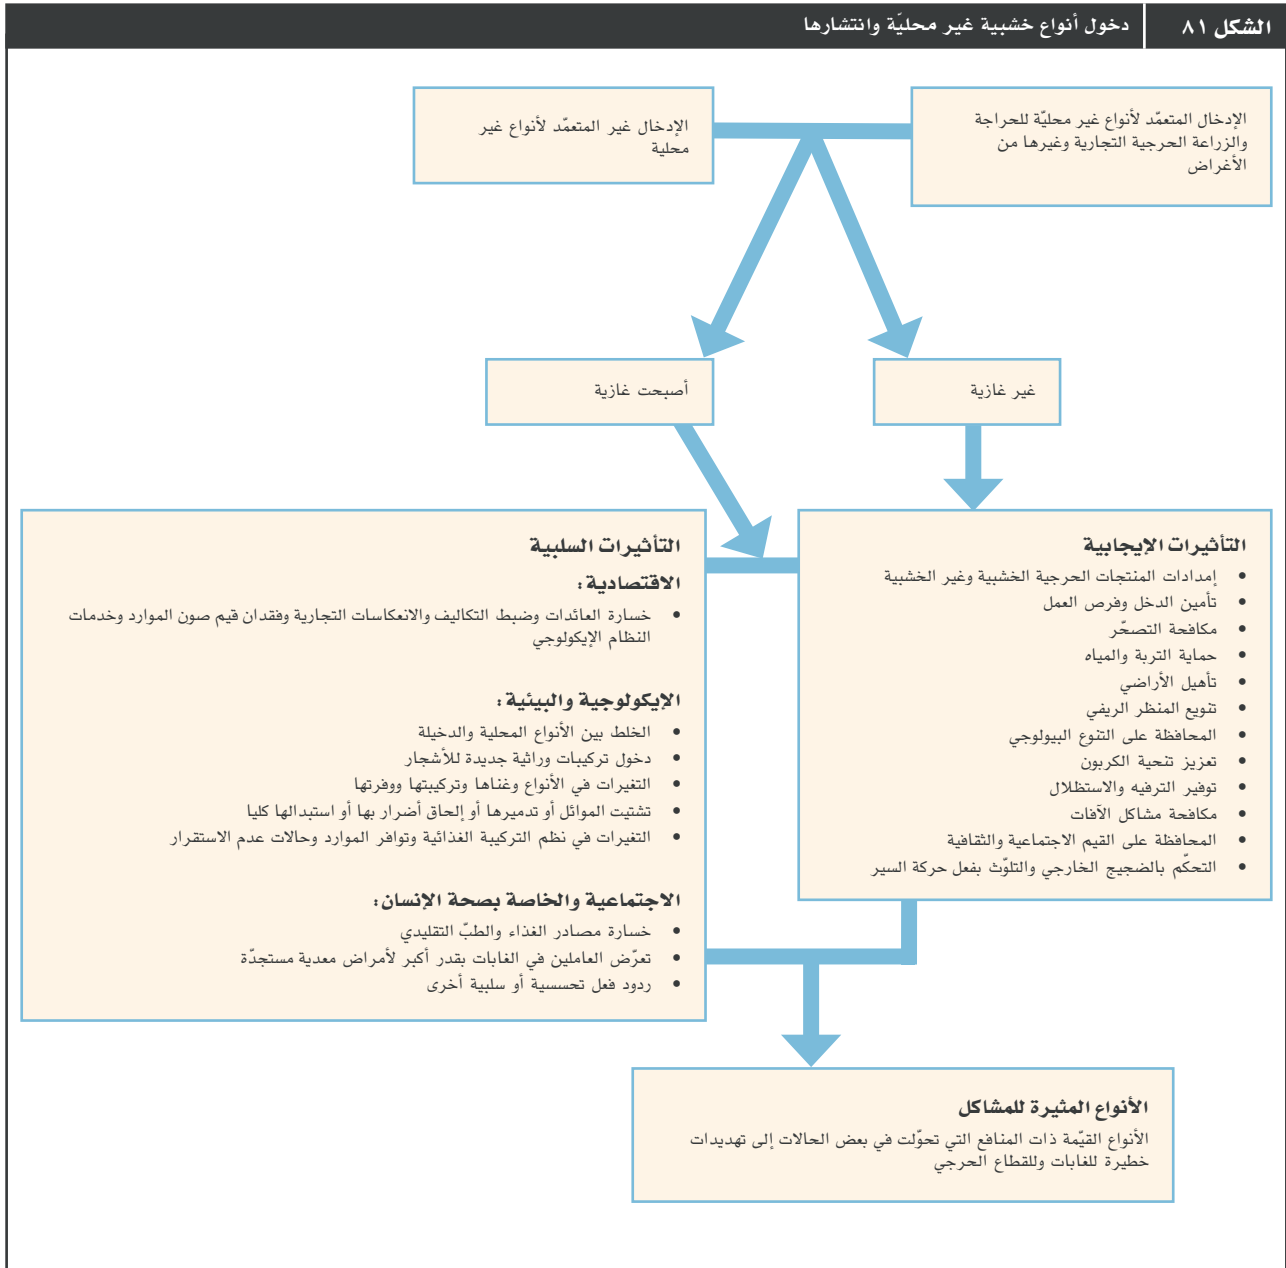 الشكل ٨١
دخول أنواع خشبية غير محليّة وانتشارها
الإدخال المتعمّد لأنواع غير محليّة للحراجة
والزراعة الحرجية التجارية وغيرها من
الأغراض
الإدخال غير المتعمّد لأنواع غير
محلية
غير غازية
أصبحت غازية
التأثيرات الإيجابية
• إمدادات المنتجات الحرجية الخشبية وغير الخشبية
• تأمين الدخل وفرص العمل
• مكافحة التصحّر
• حماية التربة والمياه
• تأهيل الأراضي
• تنويع المنظر الريفي
• المحافظة على التنوع البيولوجي
• تعزيز تنحية الكربون
• توفير الترفيه والاستظلال
• مكافحة مشاكل الآفات
• المحافظة على القيم الاجتماعية والثقافية
• التحكّم بالضجيج الخارجي والتلوّث بفعل حركة السير
التأثيرات السلبية
الاقتصادية:
• خسارة العائدات وضبط التكاليف والانعكاسات التجارية وفقدان قيم صون الموارد وخدمات
النظام الإيكولوجي
الإيكولوجية والبيئية:
• الخلط بين الأنواع المحلية والدخيلة
• دخول تركيبات وراثية جديدة للأشجار
• التغيرات في الأنواع وغناها وتركيبتها ووفرتها
• تشتيت الموائل أو تدميرها أو إلحاق أضرار بها أو استبدالها كليا
• التغيرات في نظم التركيبة الغذائية وتوافر الموارد وحالات عدم الاستقرار
الاجتماعية والخاصة بصحة الإنسان:
• خسارة مصادر الغذاء والطبّ التقليدي
• تعرّض العاملين في الغابات بقدر أكبر لأمراض معدية مستجدّة
• ردود فعل تحسسية أو سلبية أخرى
الأنواع المثيرة للمشاكل
الأنواع القيّمة ذات المنافع التي تحوّلت في بعض الحالات إلى تهديدات
خطيرة للغابات وللقطاع الحرجي